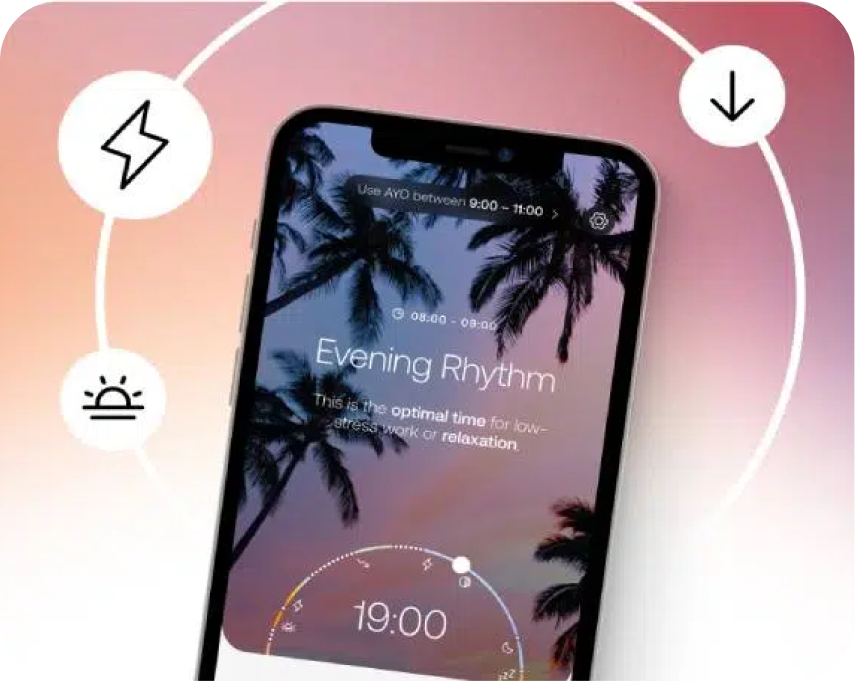 Use AYO between 9:00 – 11:00
08:00 - 09:00
Evening Rhythm
This is the optimal time for low-
stress work or relaxation.
19:00
zzZ